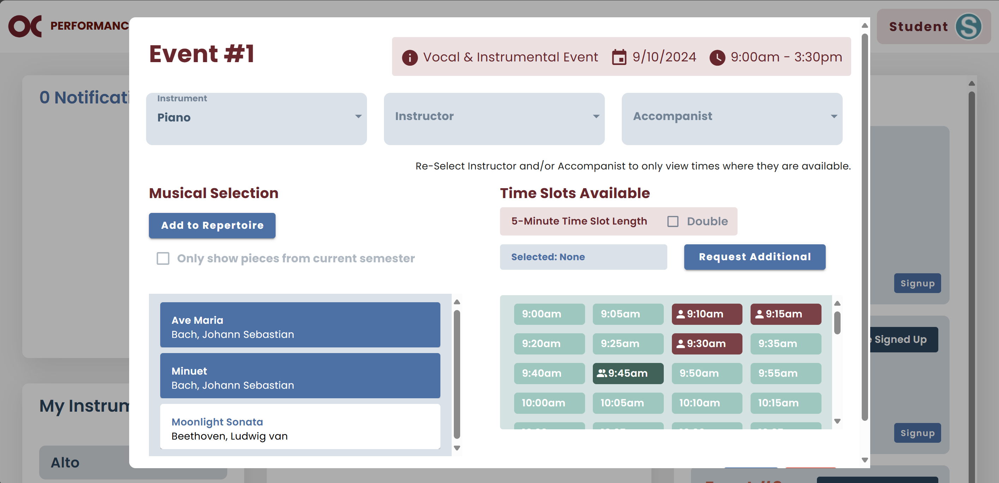 OC PERFORMANC
Student S
Event #1
Vocal & Instrumental Event 9/10/2024 9:00am - 3:30pm
0 Notificati
Instrument
Piano
Instructor
Accompanist
Re-Select Instructor and/or Accompanist to only view times where they are available.
Musical Selection
Add to Repertoire
Only show pieces from current semester
Ave Maria
Bach, Johann Sebastian
Minuet
Bach, Johann Sebastian
Moonlight Sonata
Beethoven, Ludwig van
Time Slots Available
5-Minute Time Slot Length Double
Selected: None
Request Additional
9:00am 9:05am 9:10am 9:15am
9:20am 9:25am 9:30am 9:35am
9:40am 9:45am 9:50am 9:55am
10:00am 10:05am 10:10am 10:15am
Signup
Signed Up
Signup
My Instrum
Alto